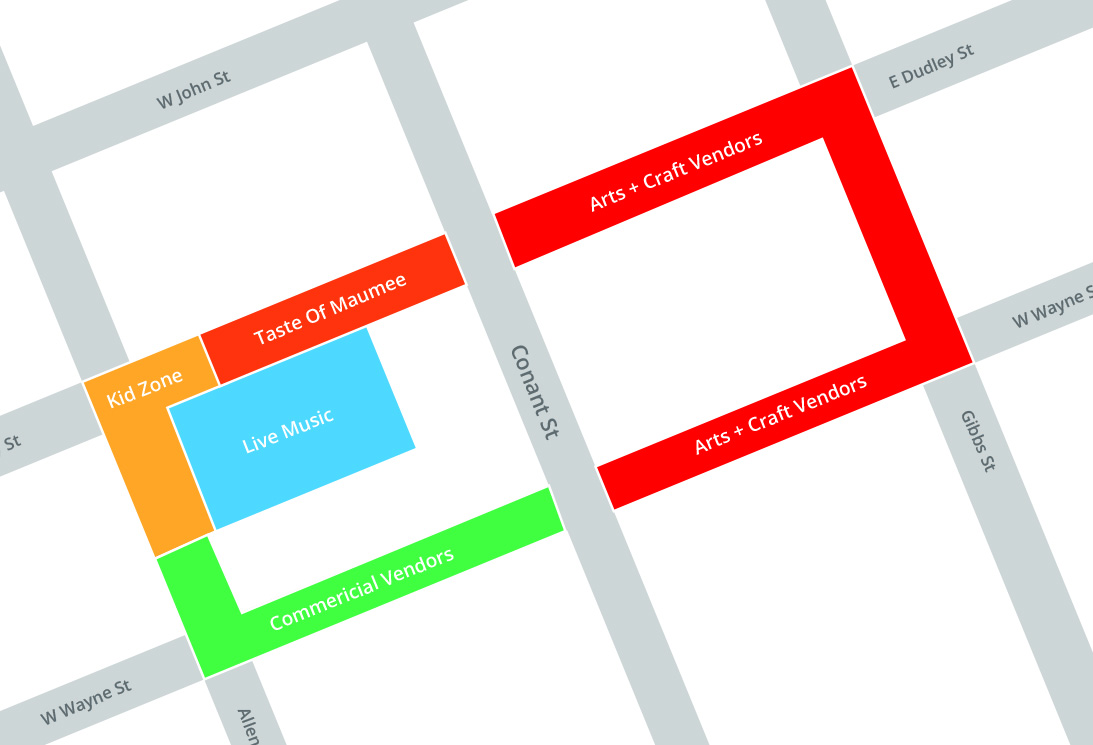 W John St
E Dudley St
Arts + Craft Vendors
Taste Of Maumee
W Wayne S
Kid Zone
Conant St
Live Music
St
Arts + Craft Vendors
Gibbs St
Commericial Vendors
W Wayne St
Allen